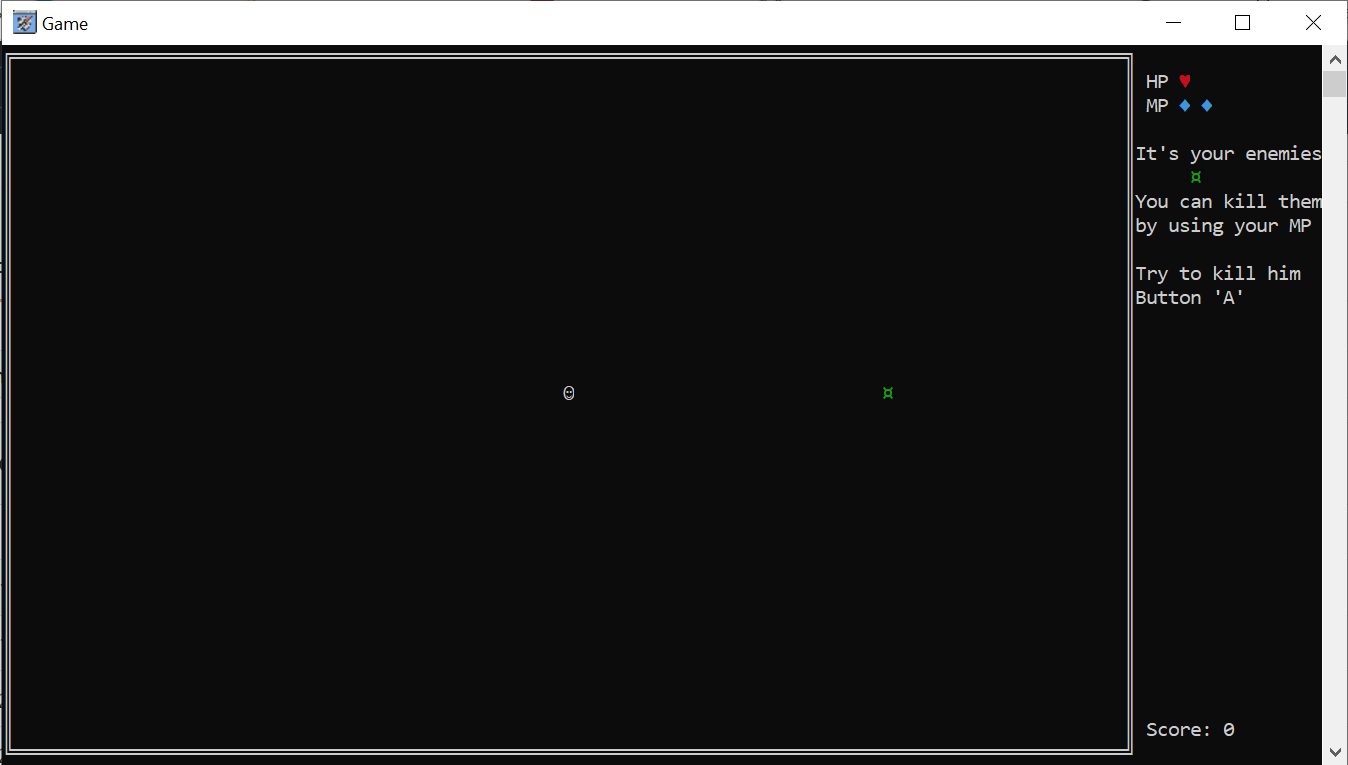 Game
HP ♥
MP ♦ ♦
It's your enemies
¤
You can kill them
by using your MP
Try to kill him
Button 'A'
☺ ¤
Score: 0